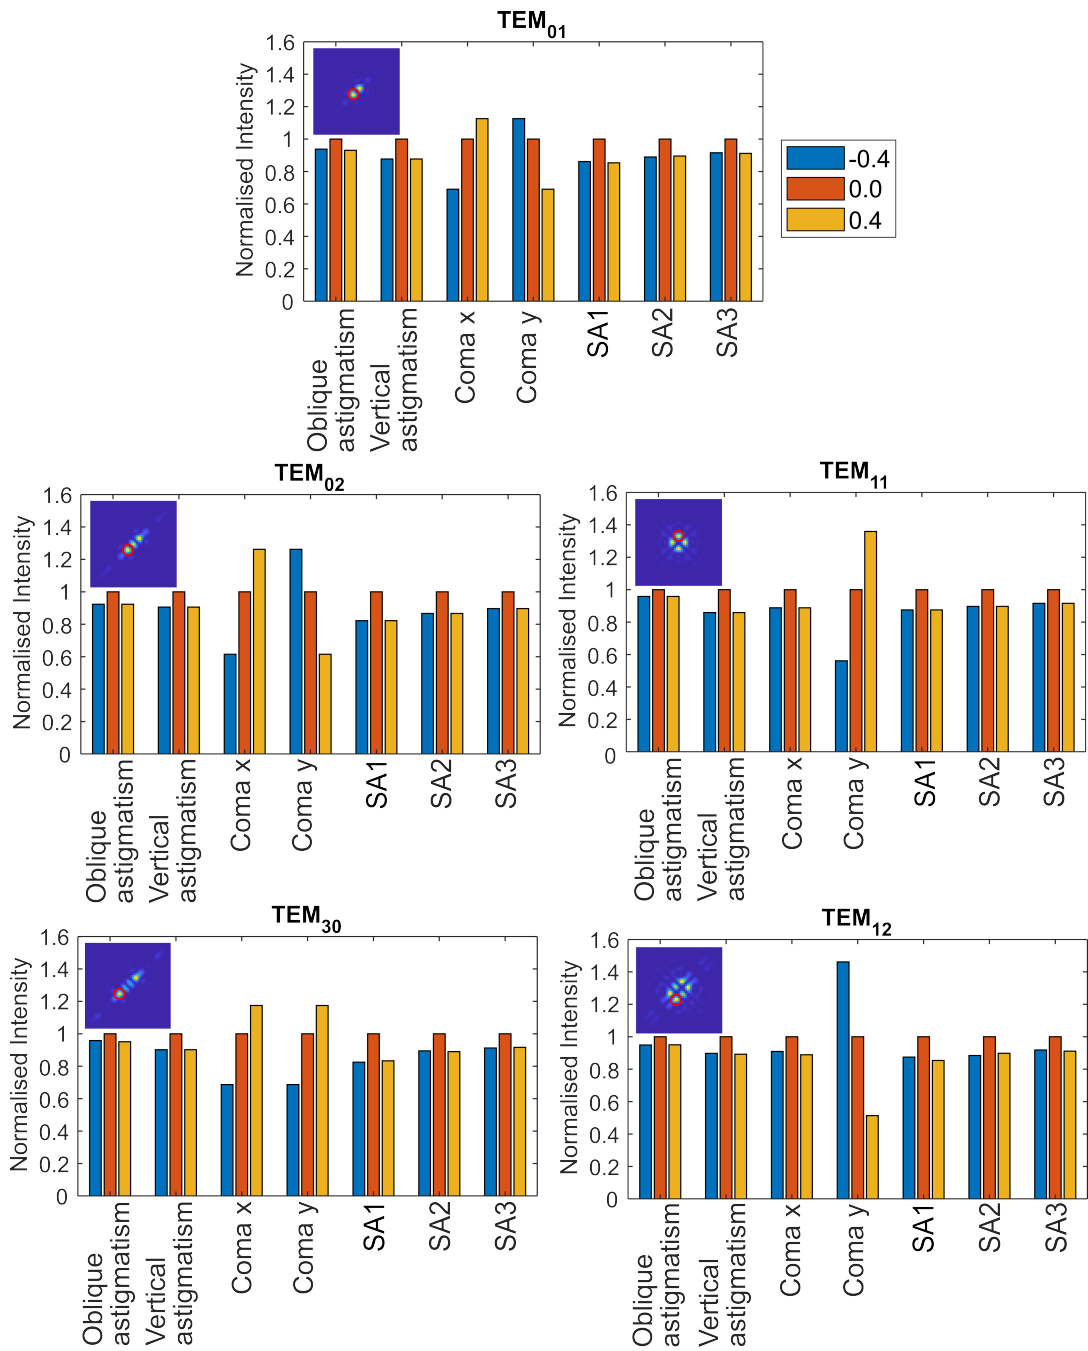 TEM01
Normalised Intensity
1.6
1.4
1.2
1
0.8
0.6
0.4
0.2
0
Oblique
astigmatism
Vertical
astigmatism
Coma x
Coma y
SA1
SA2
SA3
-0.4
0.0
0.4
TEM02
Normalised Intensity
1.6
1.4
1.2
1
0.8
0.6
0.4
0.2
0
Oblique
astigmatism
Vertical
astigmatism
Coma x
Coma y
SA1
SA2
SA3
TEM11
Normalised Intensity
1.6
1.4
1.2
1
0.8
0.6
0.4
0.2
0
Oblique
astigmatism
Vertical
astigmatism
Coma x
Coma y
SA1
SA2
SA3
TEM30
Normalised Intensity
1.6
1.4
1.2
1
0.8
0.6
0.4
0.2
0
Oblique
astigmatism
Vertical
astigmatism
Coma x
Coma y
SA1
SA2
SA3
TEM12
Normalised Intensity
1.6
1.4
1.2
1
0.8
0.6
0.4
0.2
0
Oblique
astigmatism
Vertical
astigmatism
Coma x
Coma y
SA1
SA2
SA3